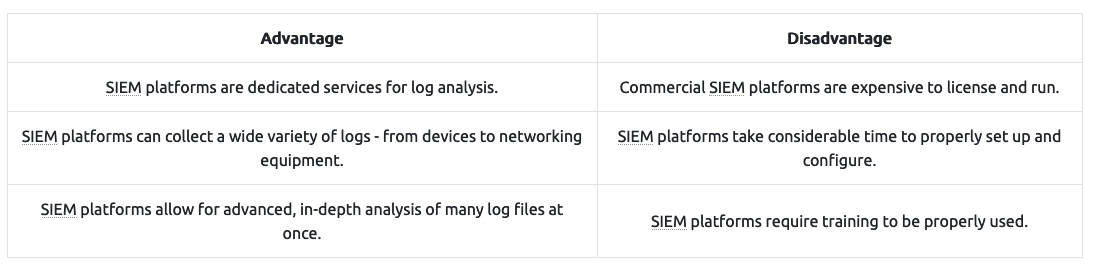 Advantage
Disadvantage
SIEM platforms are dedicated services for log analysis.
Commercial SIEM platforms are expensive to license and run.
SIEM platforms can collect a wide variety of logs - from devices to networking
equipment.
SIEM platforms take considerable time to properly set up and
configure.
SIEM platforms allow for advanced, in-depth analysis of many log files at
once.
SIEM platforms require training to be properly used.